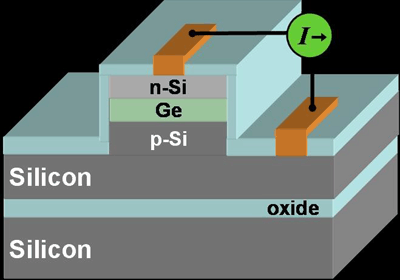 I→
n-Si
Ge
p-Si
Silicon
oxide
Silicon